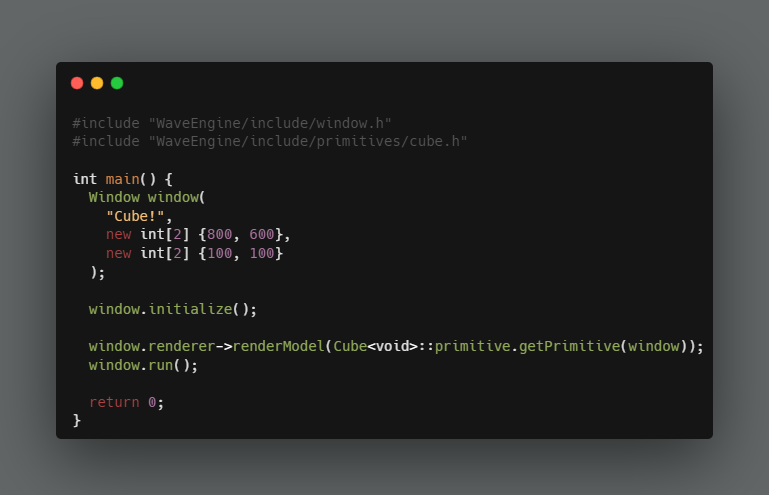 #include "WaveEngine/include/window.h"
#include "WaveEngine/include/primitives/cube.h"

int main() {
  Window window(
    "Cube!",
    new int[2] {800, 600},
    new int[2] {100, 100}
  );

  window.initialize();

  window.renderer->renderModel(Cube<void>::primitive.getPrimitive(window));
  window.run();

  return 0;
}